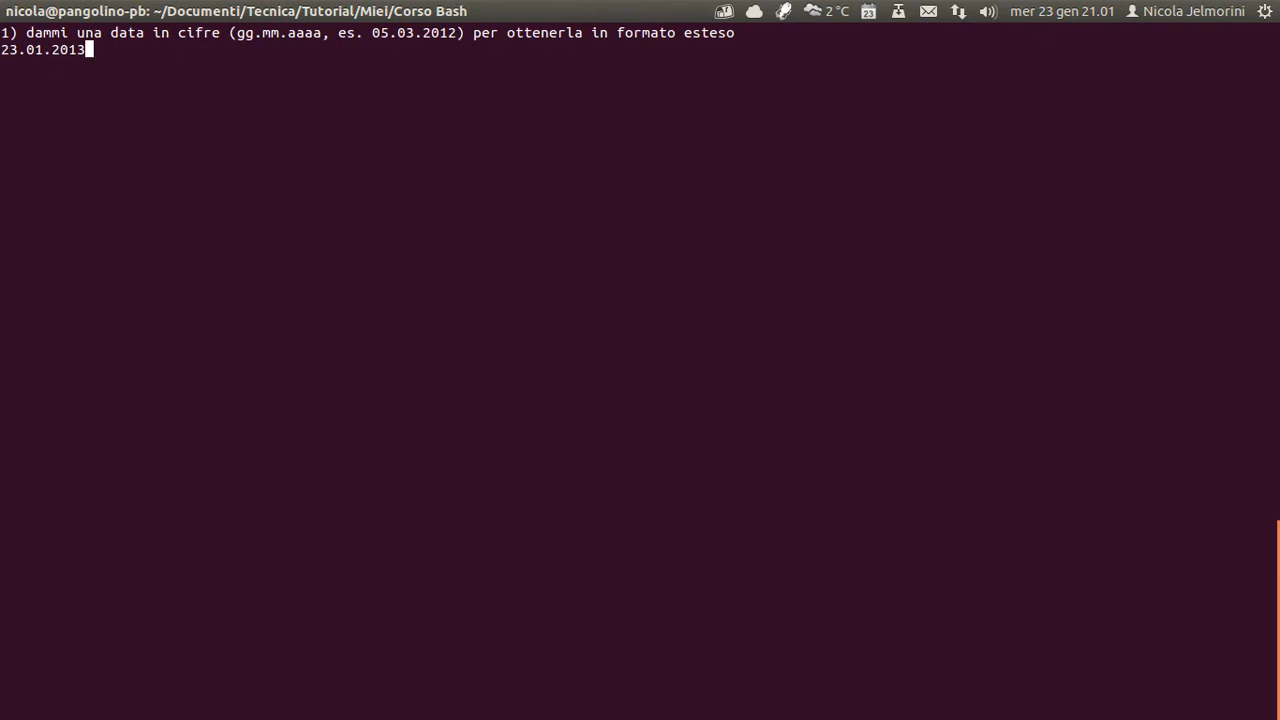 nicola@pangolino-pb: ~/Documenti/Tecnica/Tutorial/Miei/Corso Bash 2°C 23 mer 23 gen 21.01 Nicola Jelmorini
1) dammi una data in cifre (gg.mm.aaaa, es. 05.03.2012) per ottenerla in formato esteso
23.01.2013